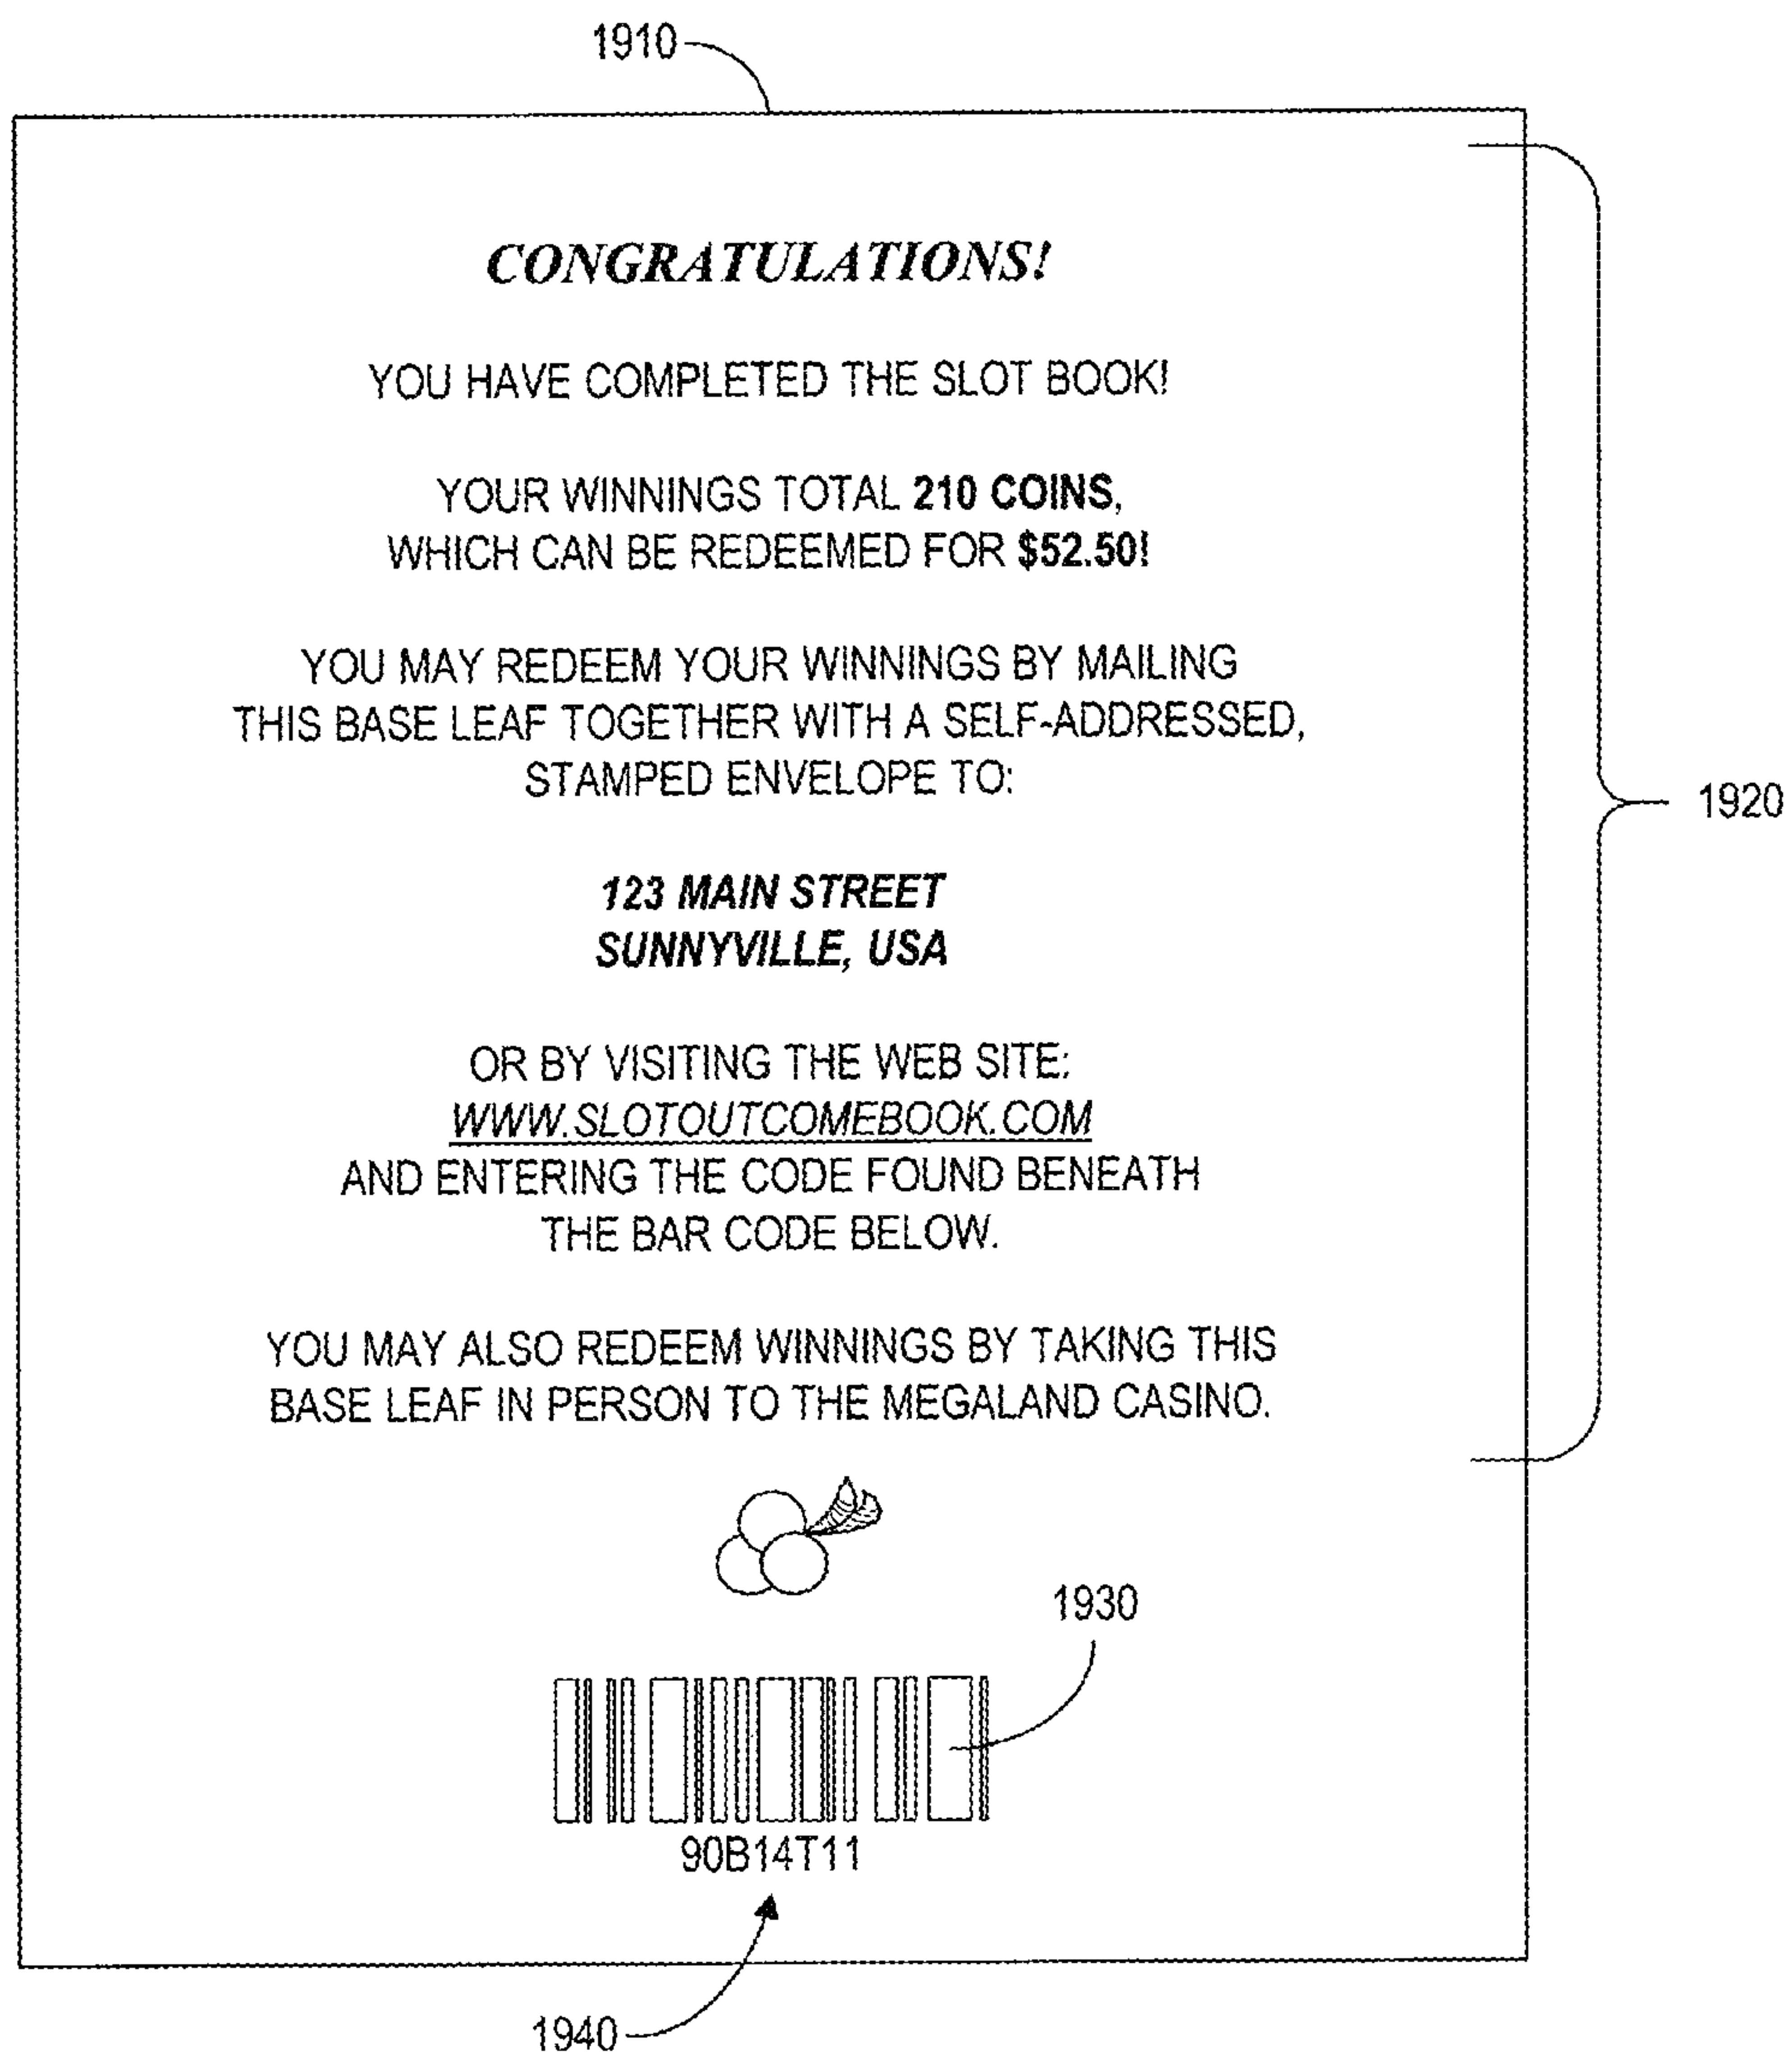 1910
CONGRATULATIONS!
YOU HAVE COMPLETED THE SLOT BOOK!
YOUR WINNINGS TOTAL 210 COINS,
WHICH CAN BE REDEEMED FOR $52.50!
YOU MAY REDEEM YOUR WINNINGS BY MAILING
THIS BASE LEAF TOGETHER WITH A SELF-ADDRESSED,
STAMPED ENVELOPE TO:
1920
123 MAIN STREET
SUNNYVILLE, USA
OR BY VISITING THE WEB SITE:
WWW.SLOTOUTCOMEBOOK.COM
AND ENTERING THE CODE FOUND BENEATH
THE BAR CODE BELOW.
YOU MAY ALSO REDEEM WINNINGS BY TAKING THIS
BASE LEAF IN PERSON TO THE MEGALAND CASINO.
1930
90B14T11
1940